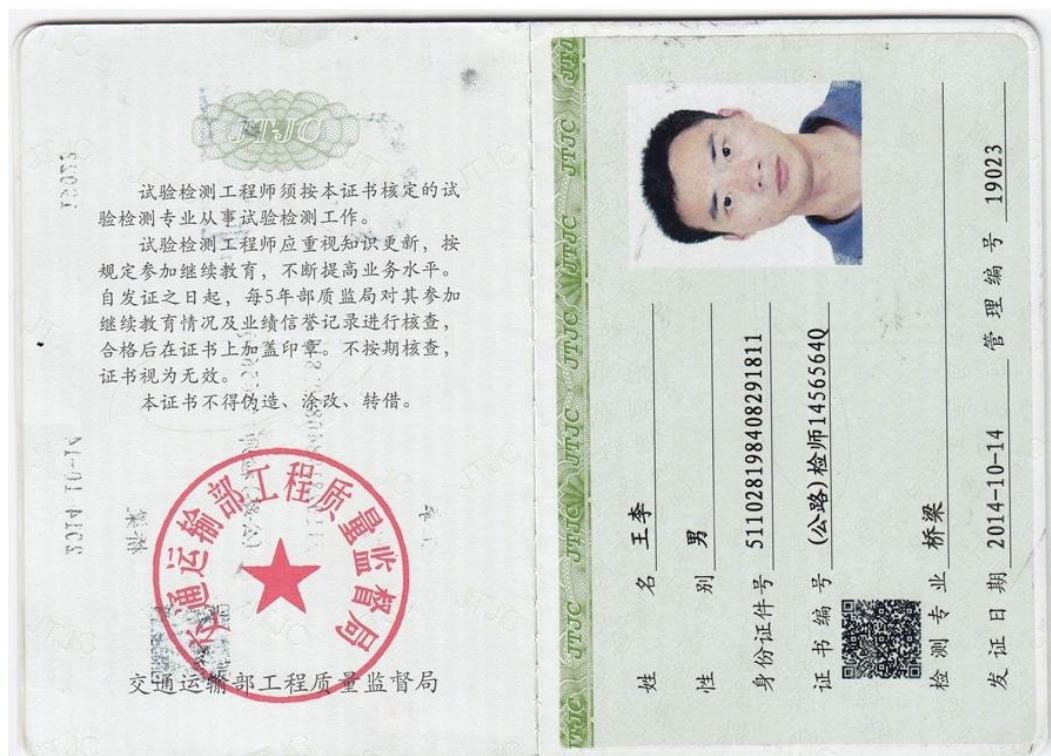 JTJC
试验检测工程师须按本证书核定的试
验检测专业从事试验检测工作。
试验检测工程师应重视知识更新，按
规定参加继续教育，不断提高业务水平。
自发证之日起，每5年部质监局对其参加
继续教育情况及业绩信誉记录进行核查，
合格后在证书上加盖印章。不按期核查，
证书视为无效。
本证书不得伪造、涂改、转借。
交通运输部工程质量监督局
交通运输部工程质量监督局
JTJC JTJC JTJC JTJC JTJC JTJC JTJC
姓名 王李
性别 男
身份证件号 511028198408291811
证书编号 (公路)检师1456564Q
检测专业 桥梁
发证日期 2014-10-14 管理编号 19023